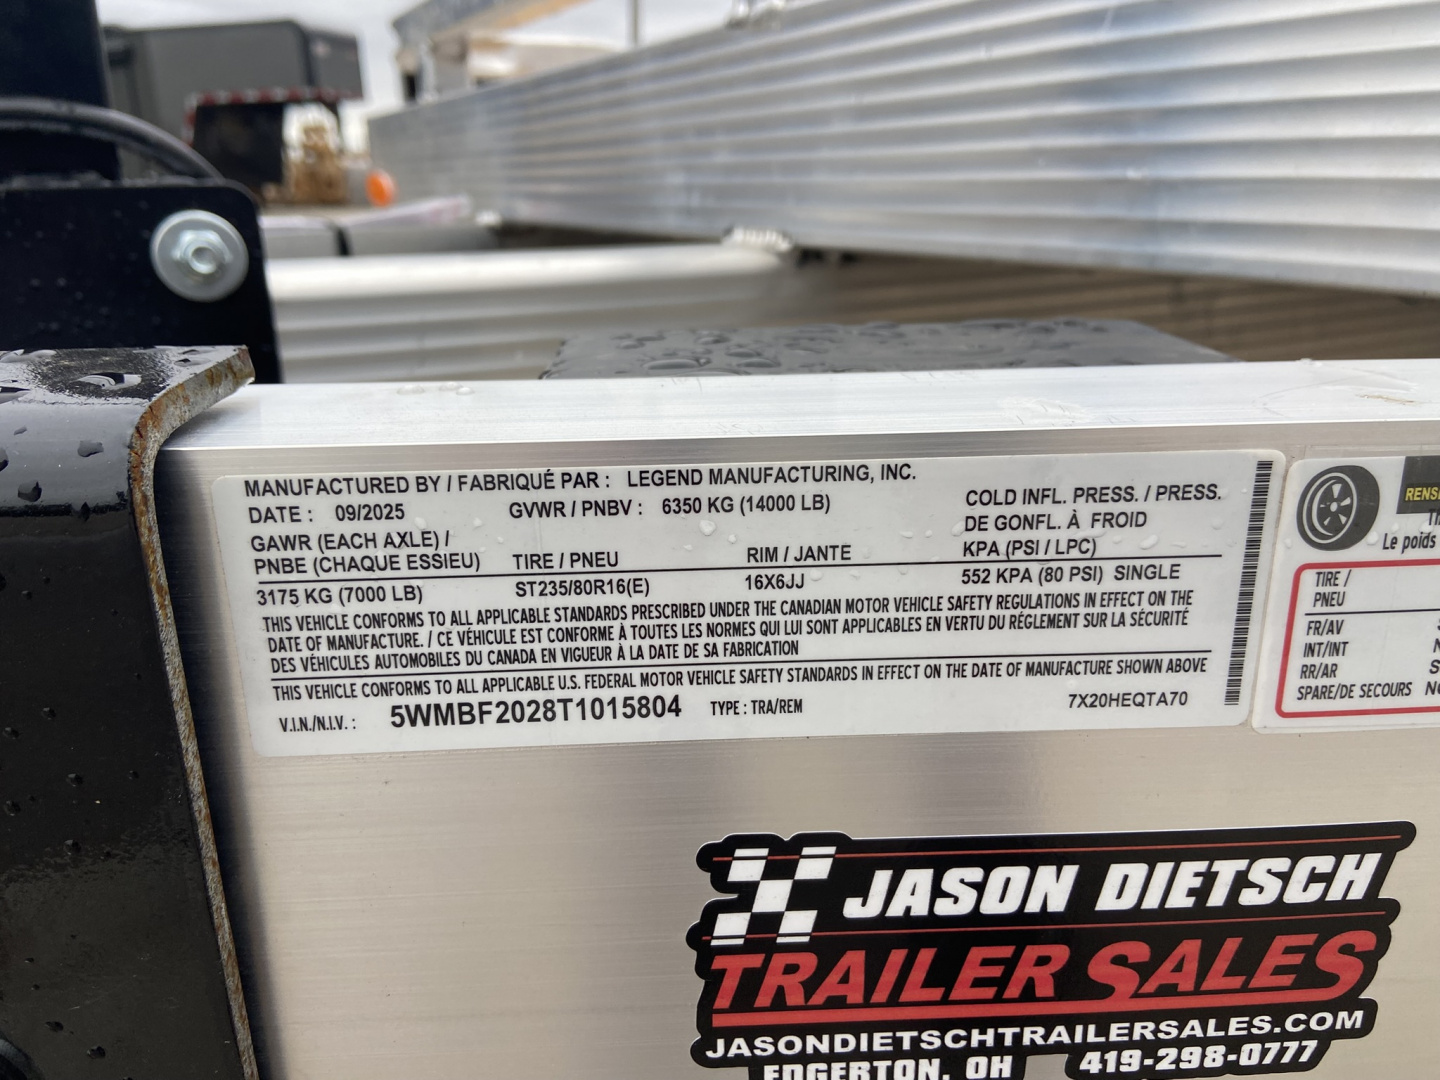 MANUFACTURED BY / FABRIQUÉ PAR : LEGEND MANUFACTURING, INC.
DATE : 09/2025 GVWR / PNBV : 6350 KG (14000 LB) COLD INFL. PRESS. / PRESS.
DE GONFL. À FROID
GAWR (EACH AXLE) /
PNBE (CHAQUE ESSIEU) TIRE / PNEU RIM / JANTE KPA (PSI / LPC)
3175 KG (7000 LB) ST235/80R16(E) 16X6JJ 552 KPA (80 PSI) SINGLE
THIS VEHICLE CONFORMS TO ALL APPLICABLE STANDARDS PRESCRIBED UNDER THE CANADIAN MOTOR VEHICLE SAFETY REGULATIONS IN EFFECT ON THE
DATE OF MANUFACTURE. / CE VÉHICULE EST CONFORME À TOUTES LES NORMES QUI LUI SONT APPLICABLES EN VERTU DU RÉGLEMENT SUR LA SÉCURITÉ
DES VÉHICULES AUTOMOBILES DU CANADA EN VIGUEUR À LA DATE DE SA FABRICATION
THIS VEHICLE CONFORMS TO ALL APPLICABLE U.S. FEDERAL MOTOR VEHICLE SAFETY STANDARDS IN EFFECT ON THE DATE OF MANUFACTURE SHOWN ABOVE
V.I.N./N.I.V. : 5WMBF2028T1015804 TYPE : TRA/REM 7X20HEQTA70
Le poids
TIRE /
PNEU
FR/AV
INT/INT
RR/AR
SPARE/DE SECOURS
JASON DIETSCH
TRAILER SALES
JASONDIETSCHTRAILERSALES.COM
EDGERTON, OH 419-298-0777